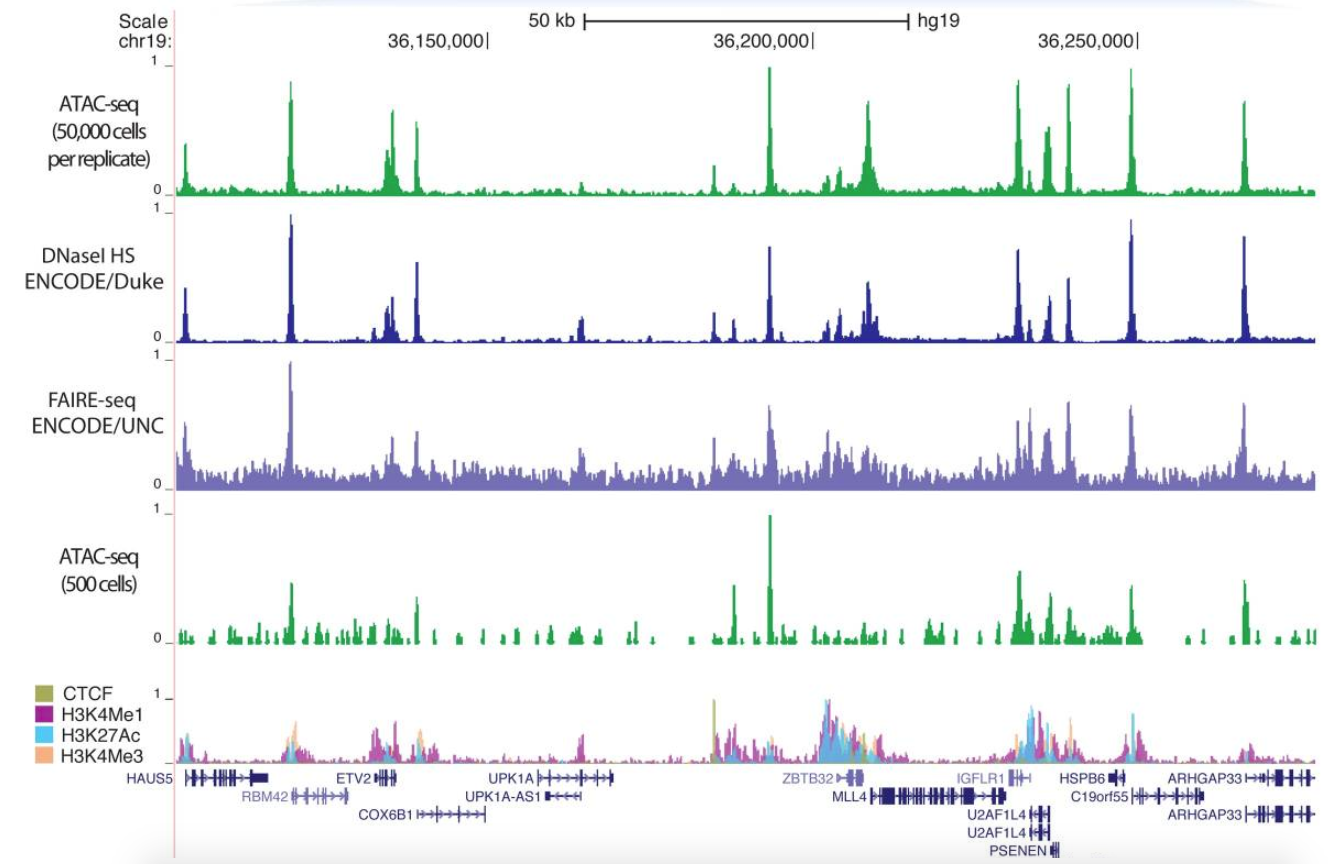 Scale 50 kb hg19
chr19: 36,150,000| 36,200,000| 36,250,000|
1
ATAC-seq
(50,000 cells
per replicate)
0
1
DNaseI HS
ENCODE/Duke
0
1
FAIRE-seq
ENCODE/UNC
0
1
ATAC-seq
(500 cells)
0
CTCF 1
H3K4Me1
H3K27Ac
H3K4Me3
HAUS5 ETV2 UPK1A ZBTB32 IGFLR1 HSPB6 ARHGAP33
RBM42 UPK1A-AS1 MLL4 C19orf55
COX6B1 U2AF1L4 ARHGAP33
U2AF1L4
PSENEN